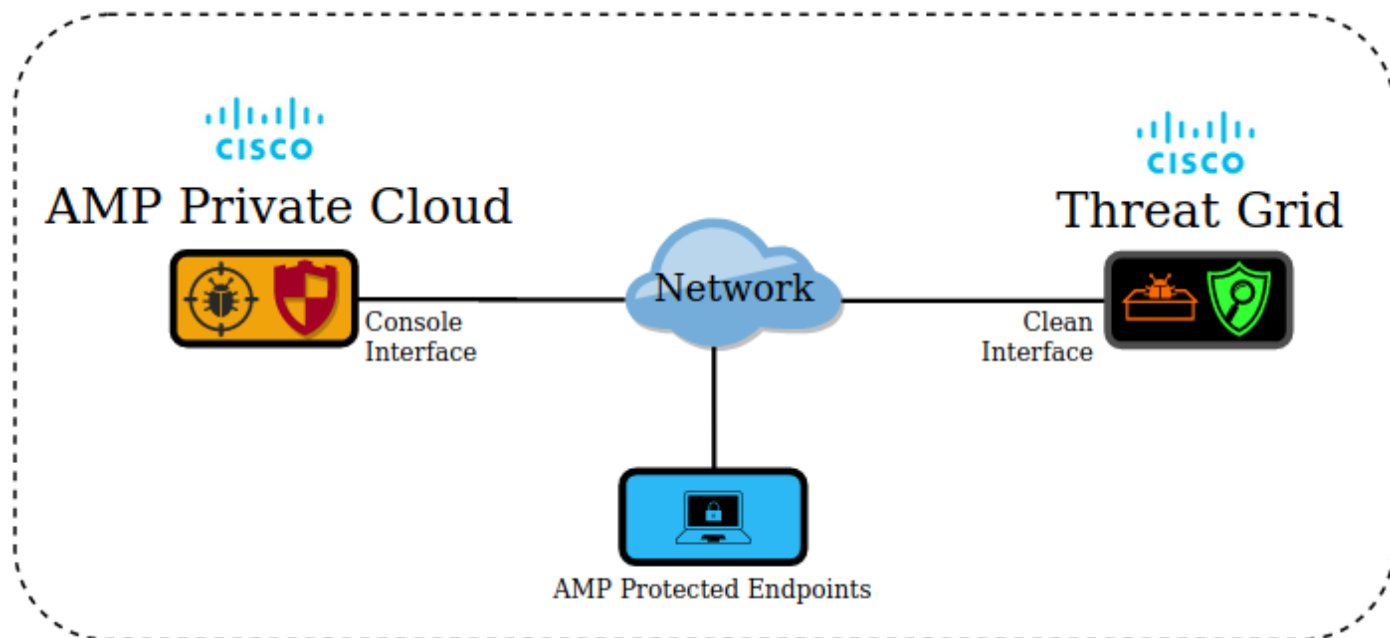 CISCO
AMP Private Cloud
CISCO
Threat Grid
Network
Console
Interface
Clean
Interface
AMP Protected Endpoints